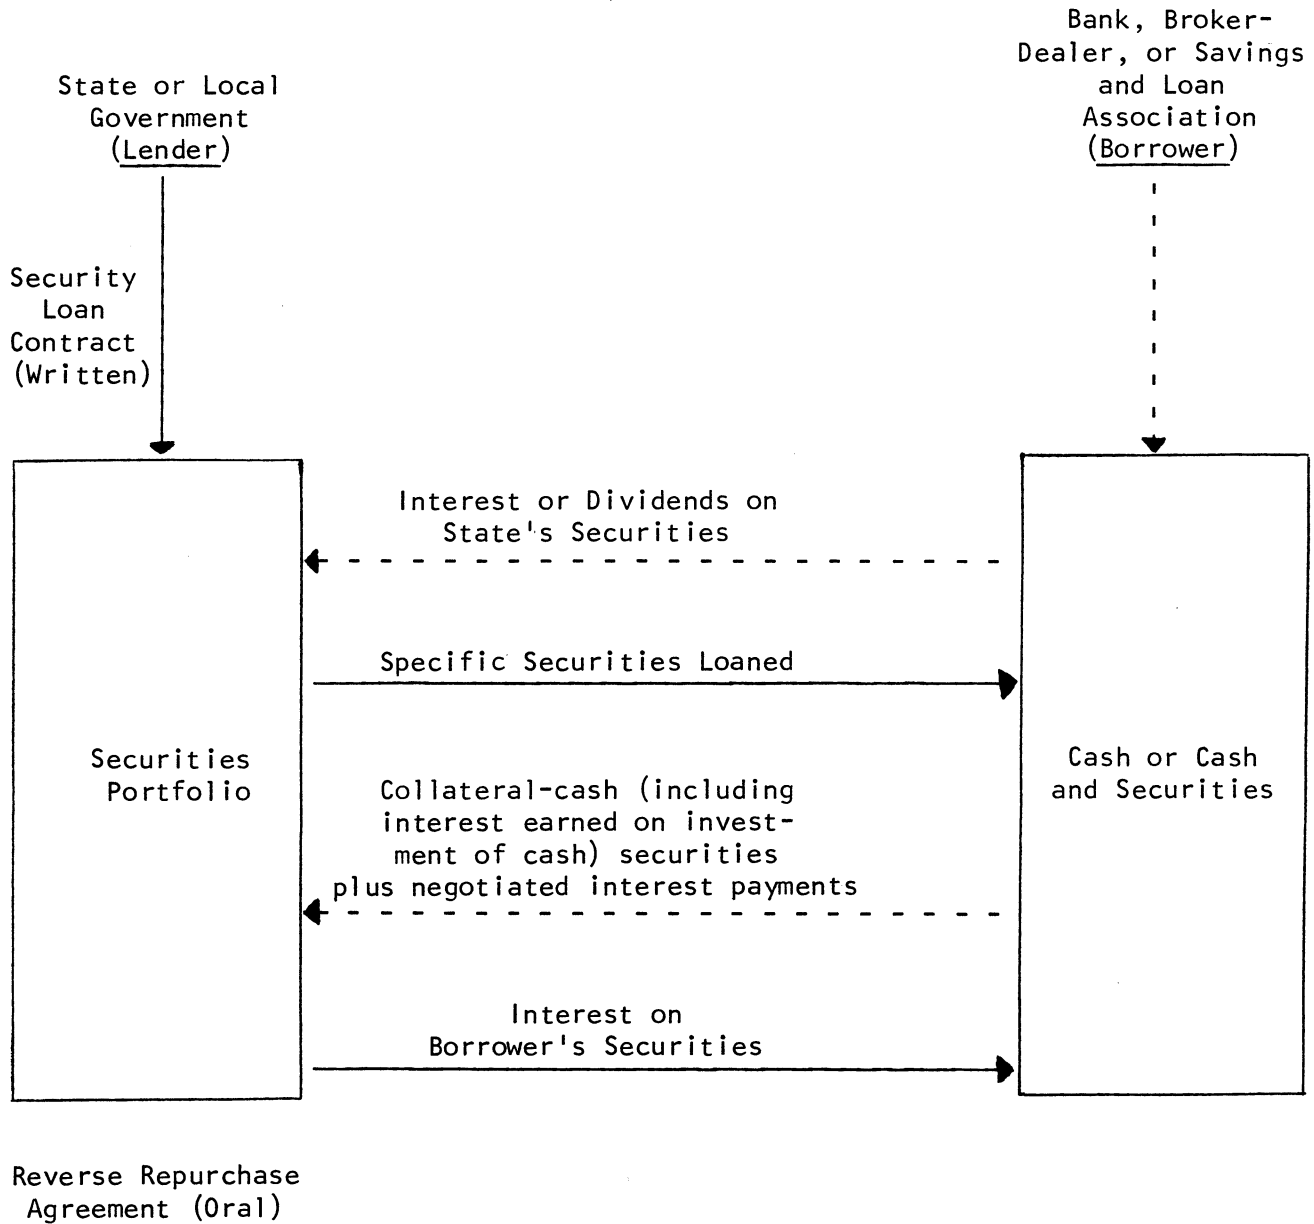 State or Local
Government
(Lender)
Bank, Broker-
Dealer, or Savings
and Loan
Association
(Borrower)
Security
Loan
Contract
(Written)
Interest or Dividends on
State's Securities
Specific Securities Loaned
Securities
Portfolio
Collateral-cash (including
interest earned on invest-
ment of cash) securities
plus negotiated interest payments
Cash or Cash
and Securities
Interest on
Borrower's Securities
Reverse Repurchase
Agreement (Oral)